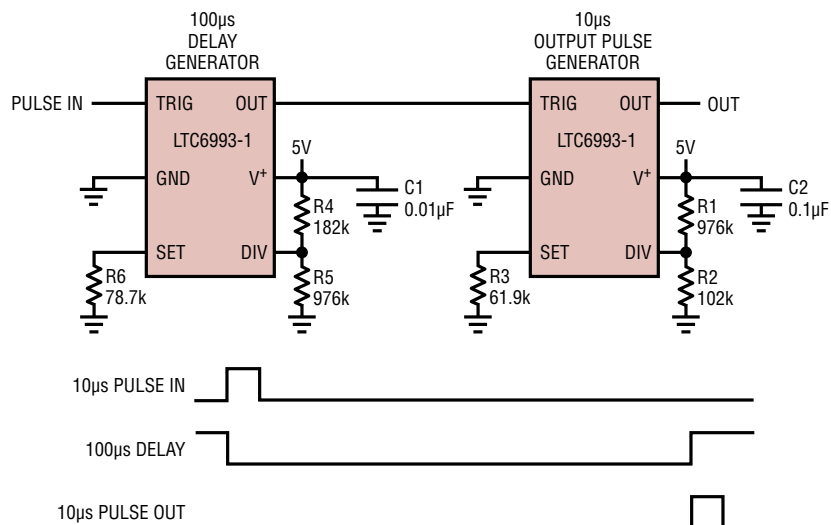 100µs
DELAY
GENERATOR
10µs
OUTPUT PULSE
GENERATOR
PULSE IN
TRIG OUT
LTC6993-1
GND V+
SET DIV
5V
C1
0.01µF
R4
182k
R5
976k
R6
78.7k
TRIG OUT
OUT
LTC6993-1
GND V+
SET DIV
5V
C2
0.1µF
R1
976k
R2
102k
R3
61.9k
10µs PULSE IN
100µs DELAY
10µs PULSE OUT